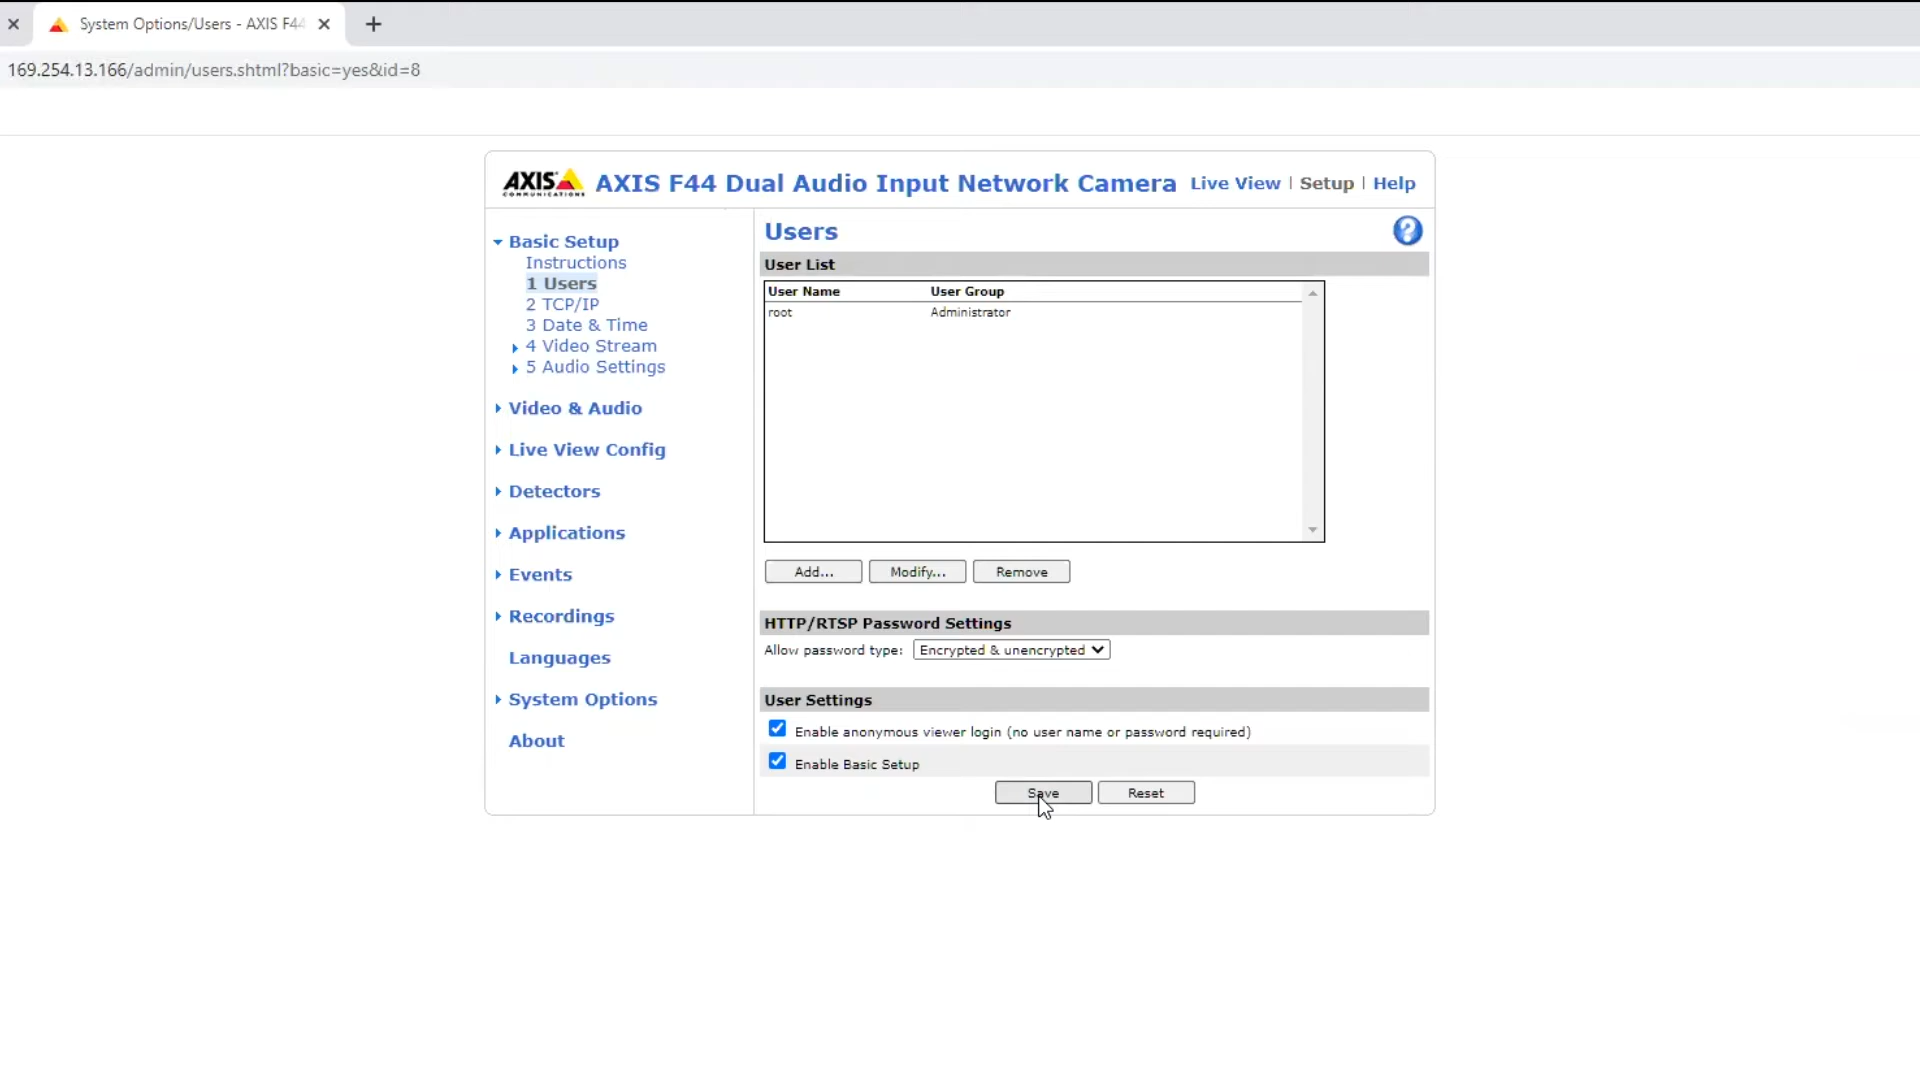 System Options/Users - AXIS F44
169.254.13.166/admin/users.shtml?basic=yes&id=8
AXIS COMMUNICATIONS
AXIS F44 Dual Audio Input Network Camera
Live View | Setup | Help
Basic Setup
Instructions
1 Users
2 TCP/IP
3 Date & Time
4 Video Stream
5 Audio Settings
Video & Audio
Live View Config
Detectors
Applications
Events
Recordings
Languages
System Options
About
Users
?
User List
User Name User Group
root Administrator
Add... Modify... Remove
HTTP/RTSP Password Settings
Allow password type: Encrypted & unencrypted
User Settings
Enable anonymous viewer login (no user name or password required)
Enable Basic Setup
Save Reset